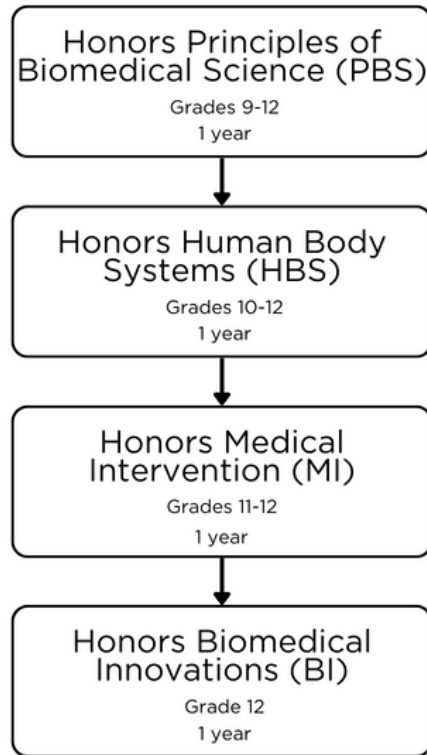 Honors Principles of
Biomedical Science (PBS)
Grades 9-12
1 year
Honors Human Body
Systems (HBS)
Grades 10-12
1 year
Honors Medical
Intervention (MI)
Grades 11-12
1 year
Honors Biomedical
Innovations (BI)
Grade 12
1 year